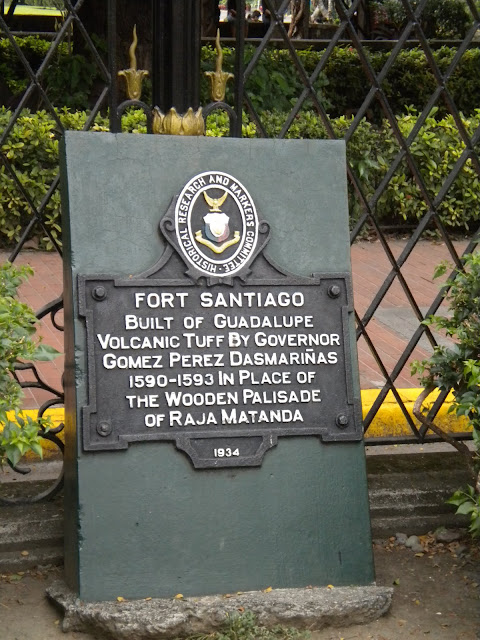 HISTORICAL RESEARCH AND MARKERS COMMITTEE
FORT SANTIAGO
BUILT OF GUADALUPE
VOLCANIC TUFF BY GOVERNOR
GOMEZ PEREZ DASMARIÑAS
1590-1593 IN PLACE OF
THE WOODEN PALISADE
OF RAJA MATANDA
1934